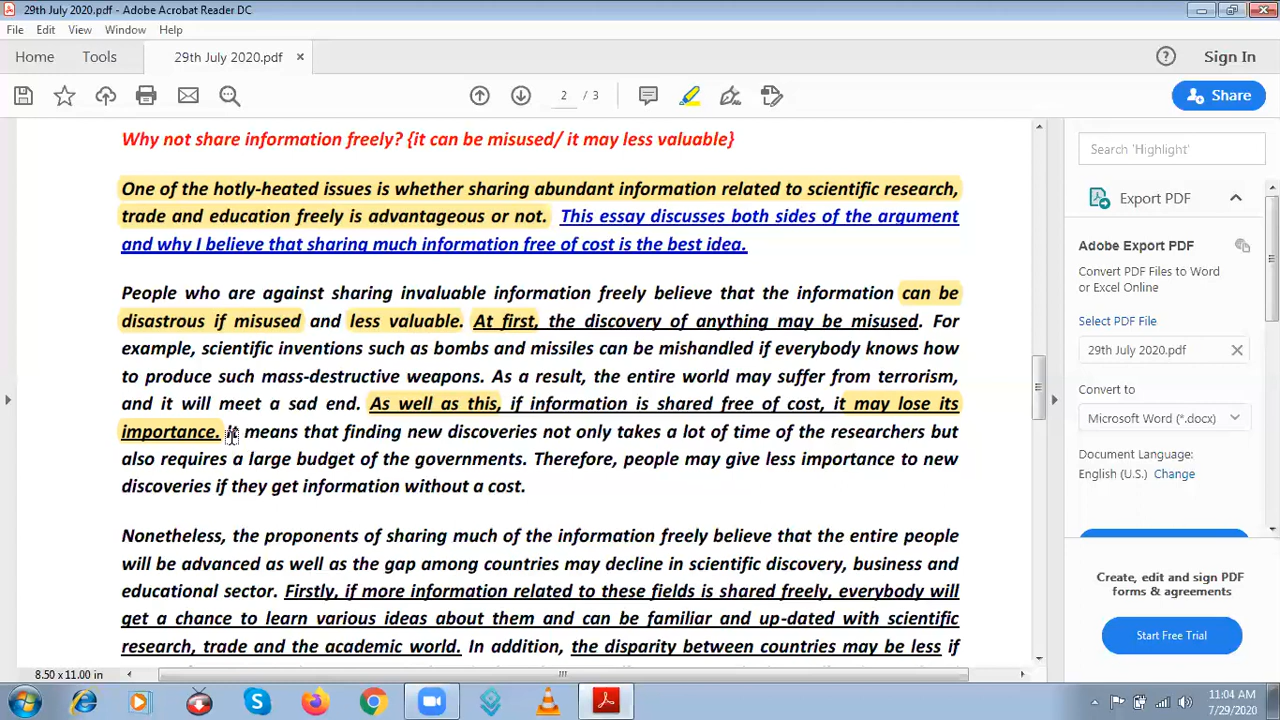 29th July 2020.pdf - Adobe Acrobat Reader DC
File Edit View Window Help
Home Tools 29th July 2020.pdf × Sign In
2 / 3 Share
Why not share information freely? {it can be misused/ it may less valuable}
One of the hotly-heated issues is whether sharing abundant information related to scientific research,
trade and education freely is advantageous or not. This essay discusses both sides of the argument
and why I believe that sharing much information free of cost is the best idea.
People who are against sharing invaluable information freely believe that the information can be
disastrous if misused and less valuable. At first, the discovery of anything may be misused. For
example, scientific inventions such as bombs and missiles can be mishandled if everybody knows how
to produce such mass-destructive weapons. As a result, the entire world may suffer from terrorism,
and it will meet a sad end. As well as this, if information is shared free of cost, it may lose its
importance. It means that finding new discoveries not only takes a lot of time of the researchers but
also requires a large budget of the governments. Therefore, people may give less importance to new
discoveries if they get information without a cost.
Nonetheless, the proponents of sharing much of the information freely believe that the entire people
will be advanced as well as the gap among countries may decline in scientific discovery, business and
educational sector. Firstly, if more information related to these fields is shared freely, everybody will
get a chance to learn various ideas about them and can be familiar and up-dated with scientific
research, trade and the academic world. In addition, the disparity between countries may be less if
8.50 x 11.00 in
Search 'Highlight'
Export PDF
Adobe Export PDF
Convert PDF Files to Word
or Excel Online
Select PDF File
29th July 2020.pdf
Convert to
Microsoft Word (*.docx)
Document Language:
English (U.S.) Change
Create, edit and sign PDF
forms & agreements
Start Free Trial
11:04 AM
7/29/2020